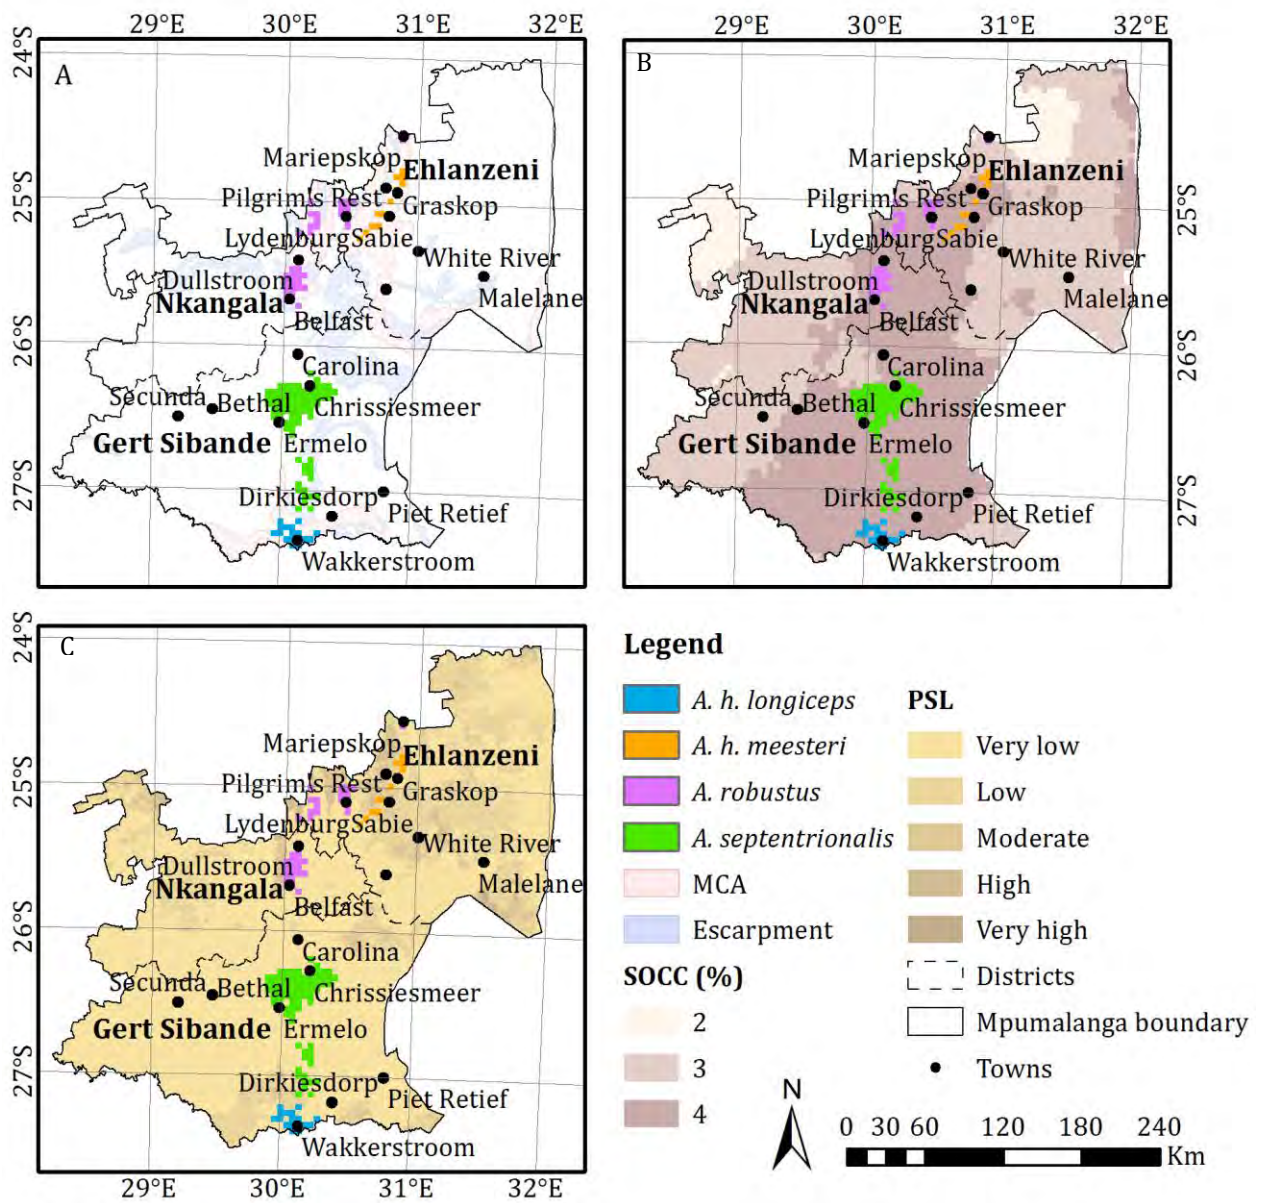 29°E 30°E 31°E 32°E
24°S
25°S
26°S
27°S
A
Mariepskop
Ehlanzeni
Pilgrim's Rest
Graskop
Lydenburg
Sabie
White River
Dullstroom
Malelane
Nkangala
Belfast
Carolina
Secunda
Bethal
Chrissiesmeer
Gert Sibande
Ermelo
Dirkiesdorp
Piet Retief
Wakkerstroom
29°E 30°E 31°E 32°E
B
Mariepskop
Ehlanzeni
Pilgrim's Rest
Graskop
Lydenburg
Sabie
White River
Dullstroom
Malelane
Nkangala
Belfast
Carolina
Secunda
Bethal
Chrissiesmeer
Gert Sibande
Ermelo
Dirkiesdorp
Piet Retief
Wakkerstroom
25°S
26°S
27°S
24°S
25°S
26°S
27°S
C
Mariepskop
Ehlanzeni
Pilgrim's Rest
Graskop
Lydenburg
Sabie
White River
Dullstroom
Malelane
Nkangala
Belfast
Carolina
Secunda
Bethal
Chrissiesmeer
Gert Sibande
Ermelo
Dirkiesdorp
Piet Retief
Wakkerstroom
29°E 30°E 31°E 32°E
Legend
A. h. longiceps
A. h. meesteri
A. robustus
A. septentrionalis
MCA
Escarpment
SOCC (%)
2
3
4
PSL
Very low
Low
Moderate
High
Very high
Districts
Mpumalanga boundary
Towns
N
0 30 60 120 180 240
Km